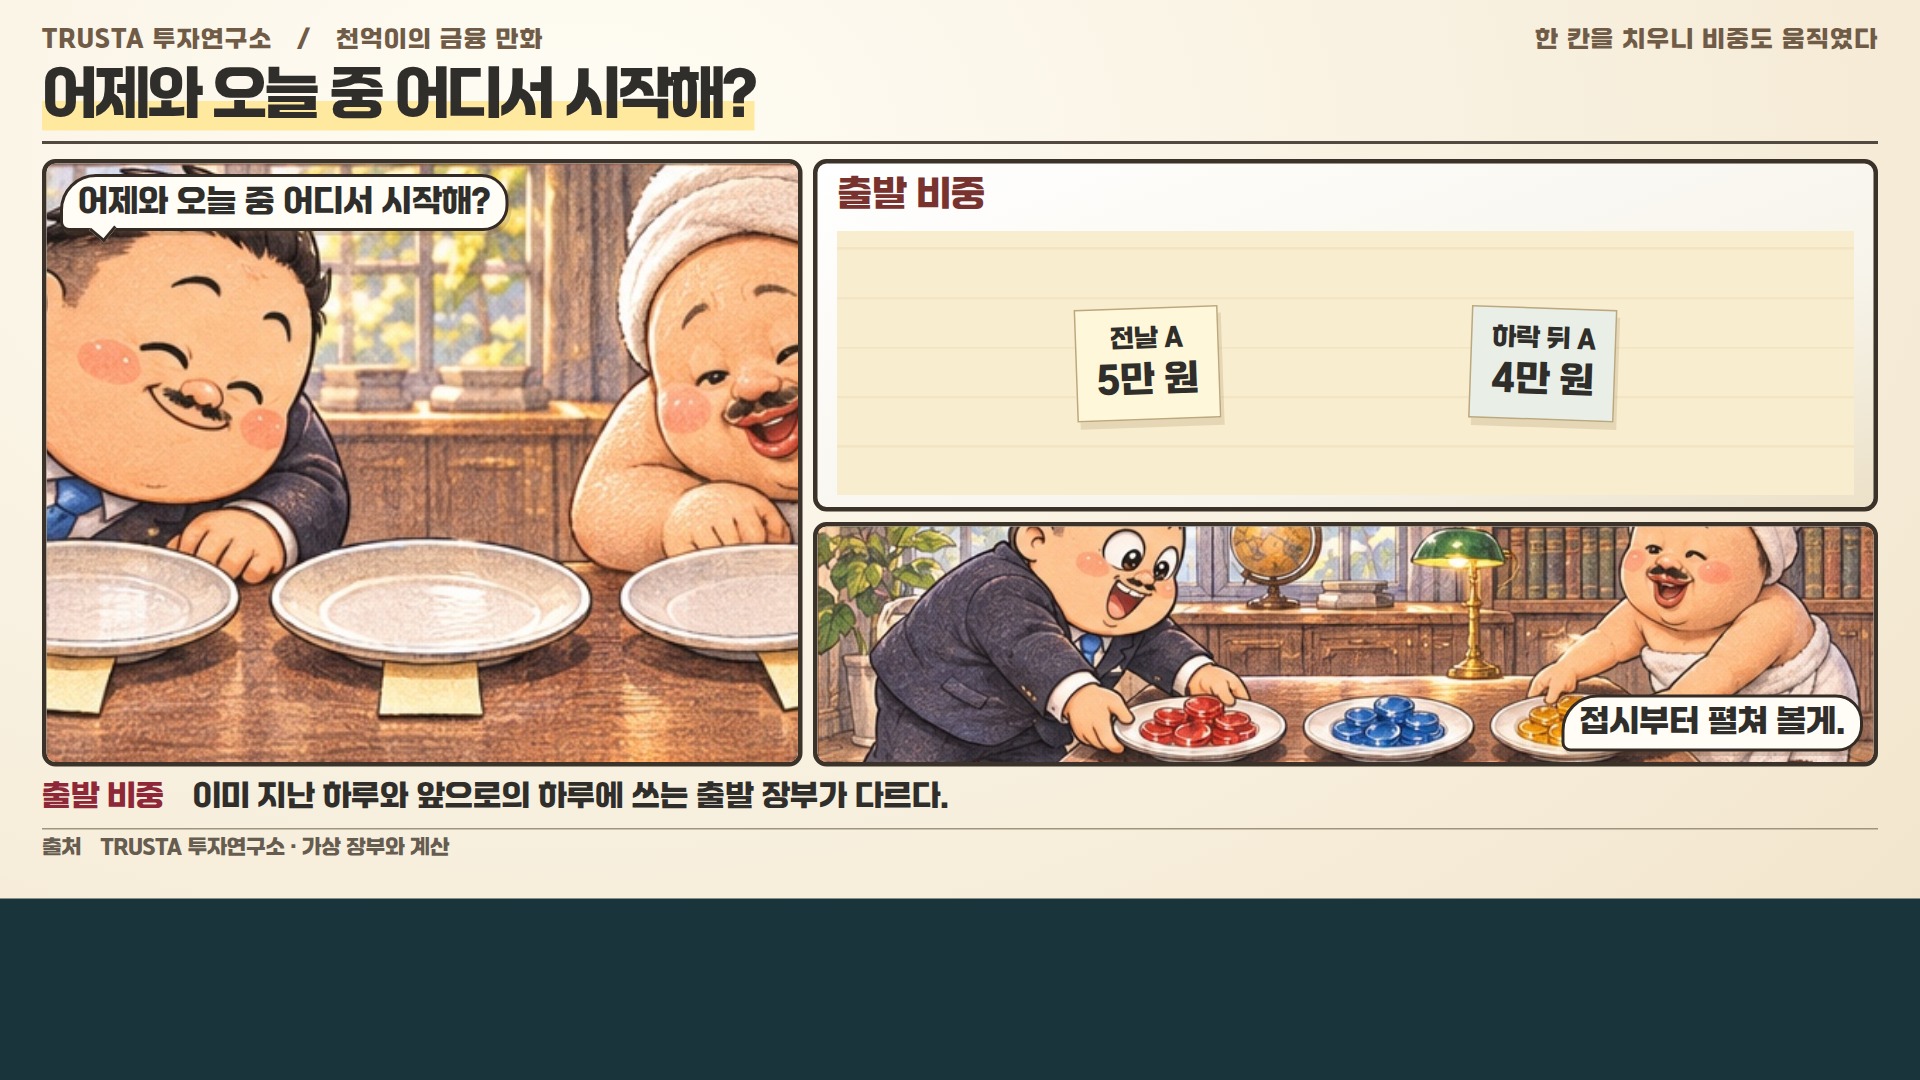 TRUSTA 투자연구소 / 천억이의 금융 만화
한 칸을 치우니 비중도 움직였다
어제와 오늘 중 어디서 시작해?
어제와 오늘 중 어디서 시작해?
출발 비중
전날 A
5만 원
하락 뒤 A
4만 원
접시부터 펼쳐 볼게.
출발 비중 이미 지난 하루와 앞으로의 하루에 쓰는 출발 장부가 다르다.
출처 TRUSTA 투자연구소 · 가상 장부와 계산